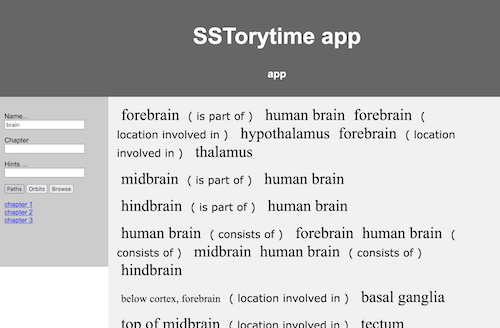 SSTorytime app
app
Name...
brain
Chapter
Hints ...
Paths Orbits Browse
chapter 1
chapter 2
chapter 3
forebrain ( is part of ) human brain forebrain (
location involved in ) hypothalamus forebrain ( location
involved in ) thalamus
midbrain ( is part of ) human brain
hindbrain ( is part of ) human brain
human brain ( consists of ) forebrain human brain (
consists of ) midbrain human brain ( consists of )
hindbrain
below cortex, forebrain ( location involved in ) basal ganglia
top of midbrain ( location involved in ) tectum